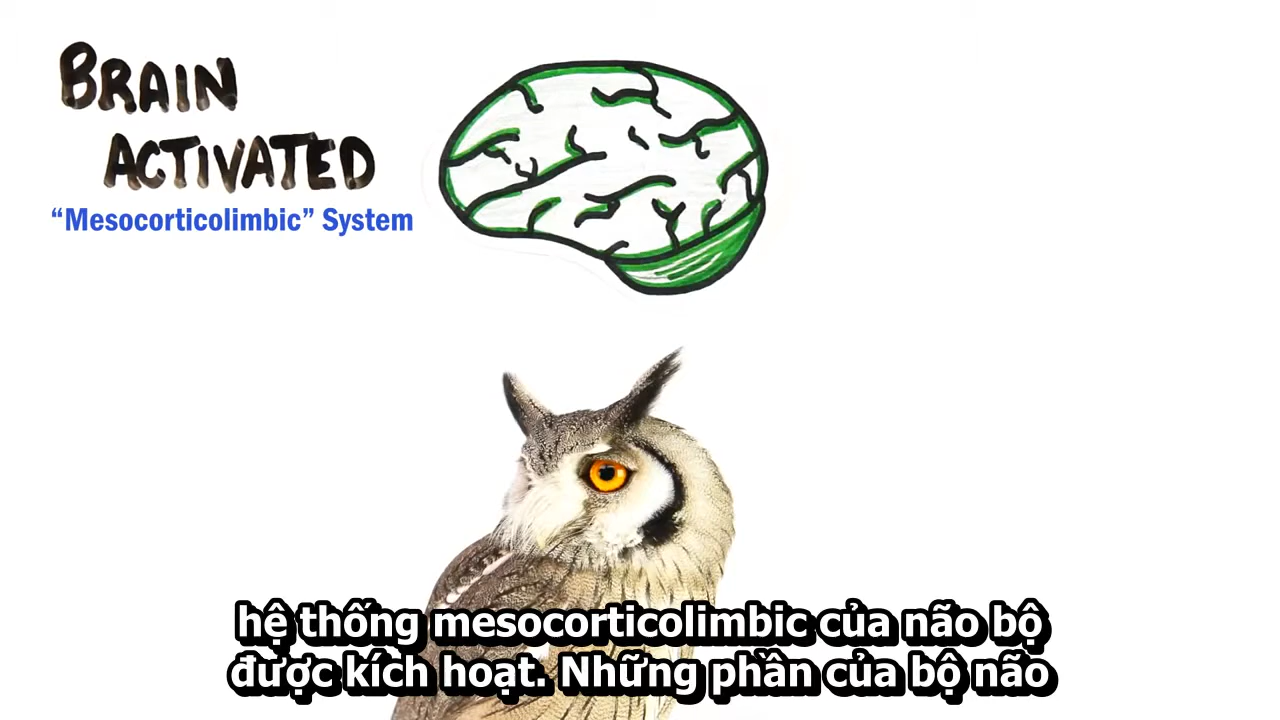 BRAIN
ACTIVATED
“Mesocorticolimbic” System
hệ thống mesocorticolimbic của não bộ
được kích hoạt. Những phần của bộ não